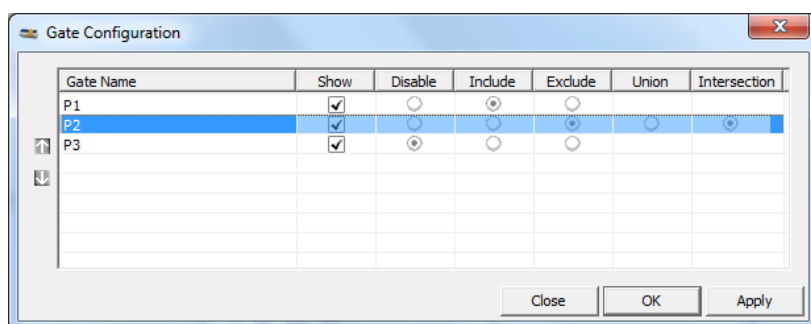 Gate Configuration
Gate Name Show Disable Include Exclude Union Intersection
P1
P2
P3
Close OK Apply